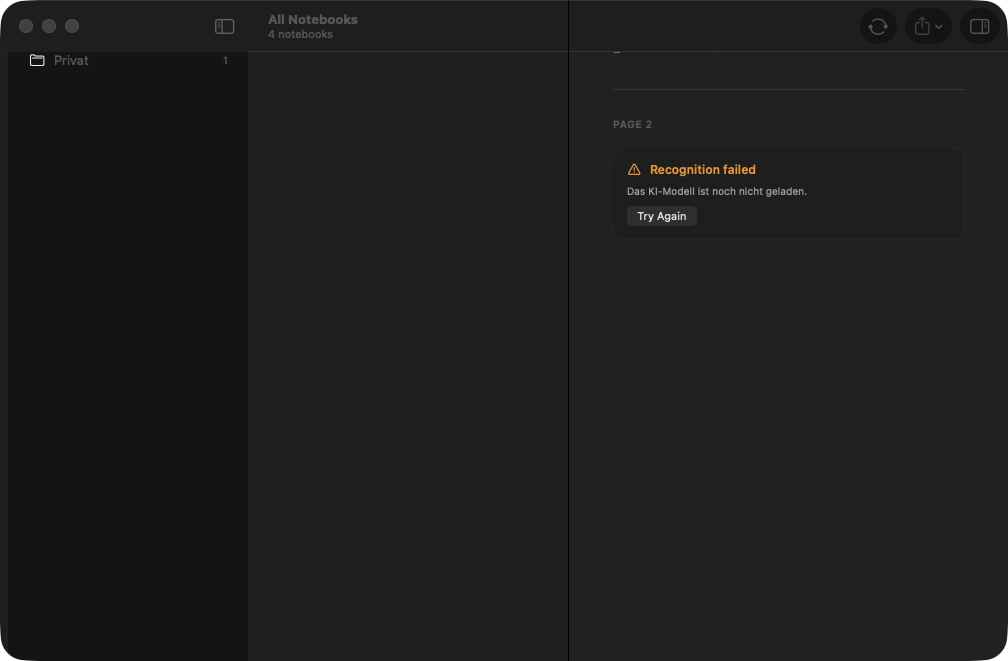 All Notebooks
4 notebooks
Privat 1
PAGE 2
Recognition failed
Das KI-Modell ist noch nicht geladen.
Try Again